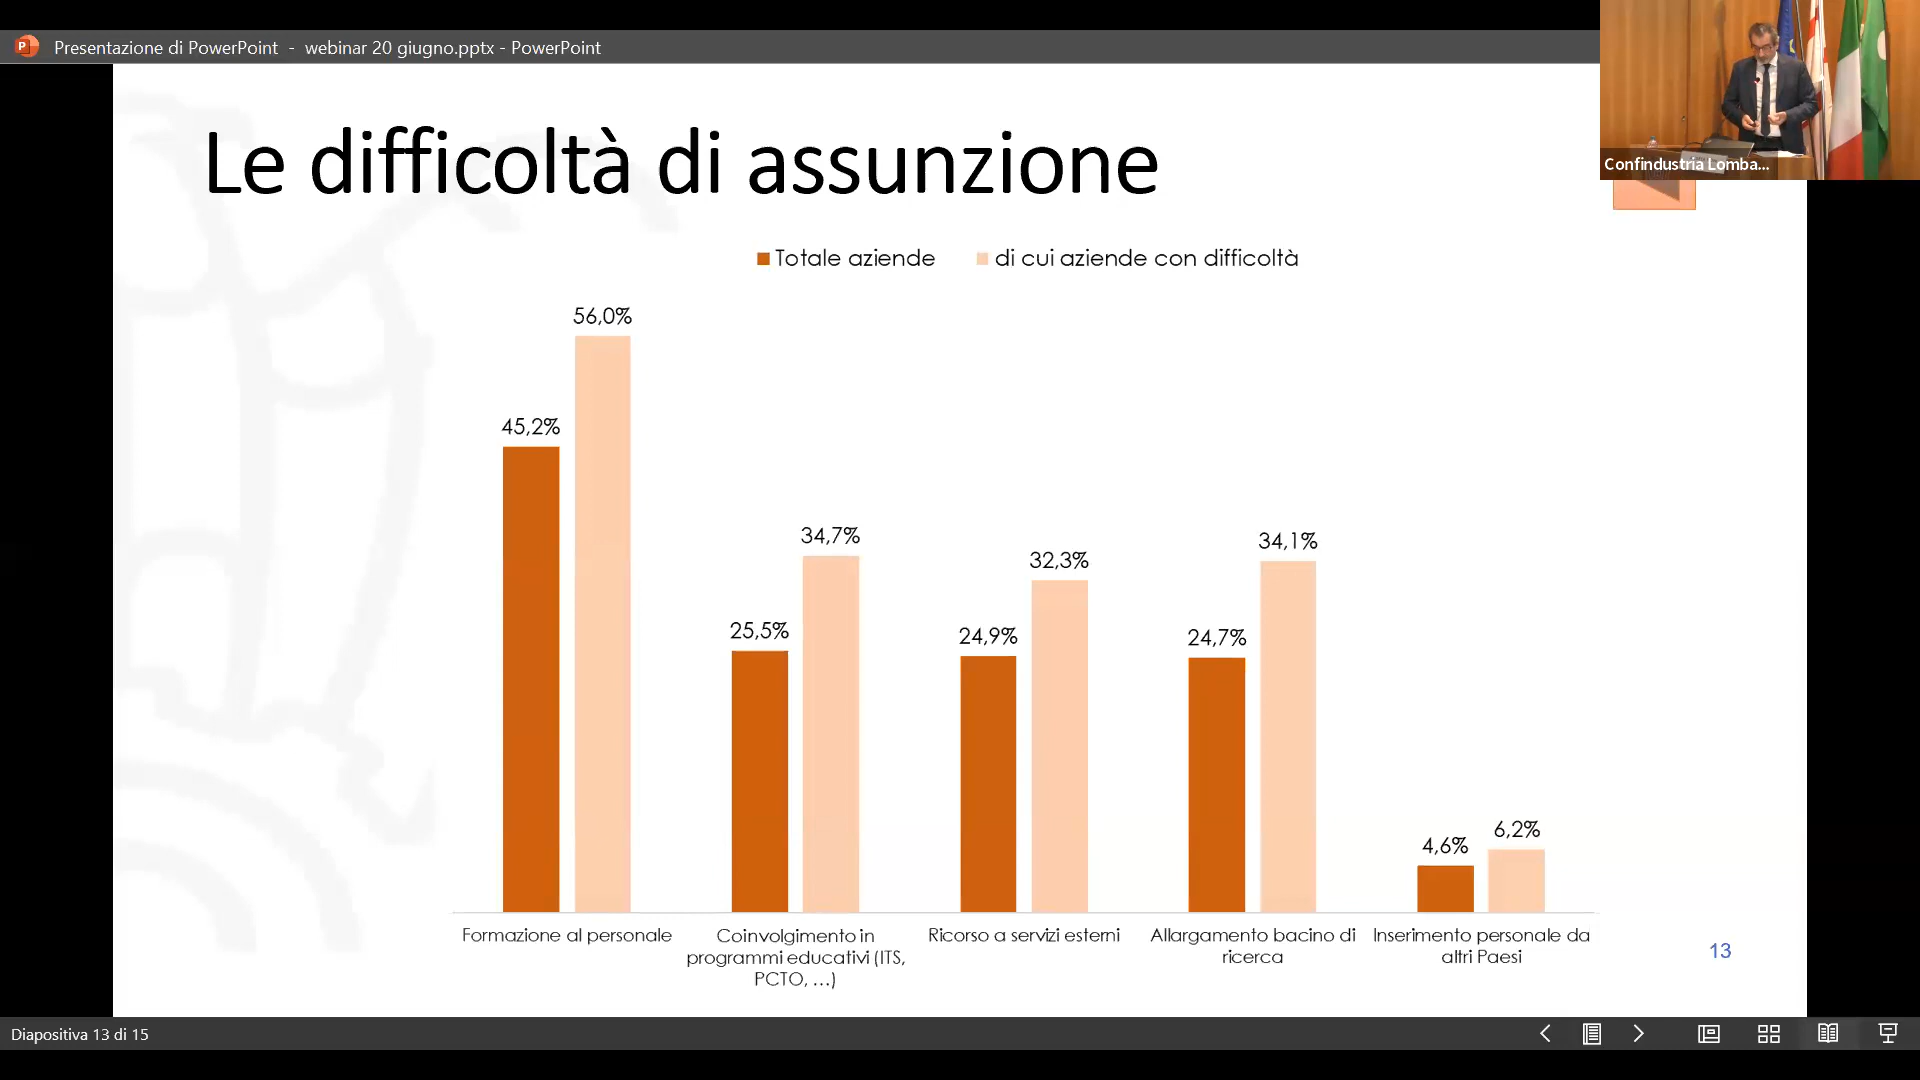 Presentazione di PowerPoint - webinar 20 giugno.pptx - PowerPoint
Confindustria Lomba...
Le difficoltà di assunzione
Totale aziende
di cui aziende con difficoltà
56,0%
45,2%
34,7%
25,5%
32,3%
24,9%
34,1%
24,7%
6,2%
4,6%
Formazione al personale
Coinvolgimento in
programmi educativi (ITS,
PCTO, …)
Ricorso a servizi esterni
Allargamento bacino di
ricerca
Inserimento personale da
altri Paesi
13
Diapositiva 13 di 15